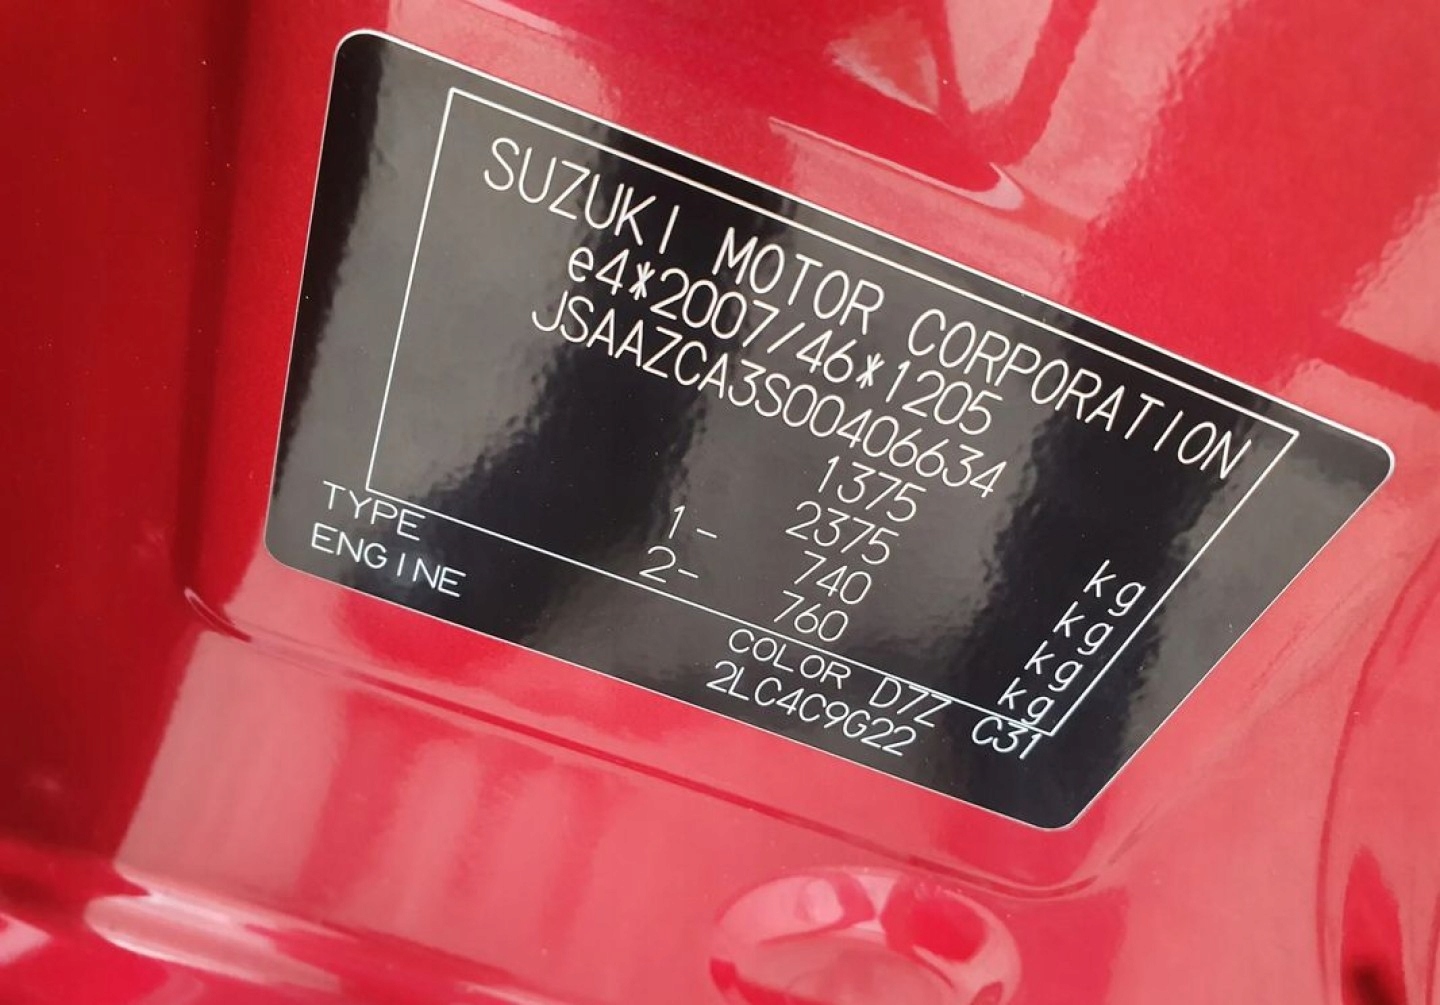 SUZUKI MOTOR CORPORATION
e4*2007/46*1205
JSAAZCA3S00406634
1375 kg
2375 kg
1- 740 kg
2- 760 kg
TYPE COLOR D7Z C31
ENGINE 2LC4C9G22